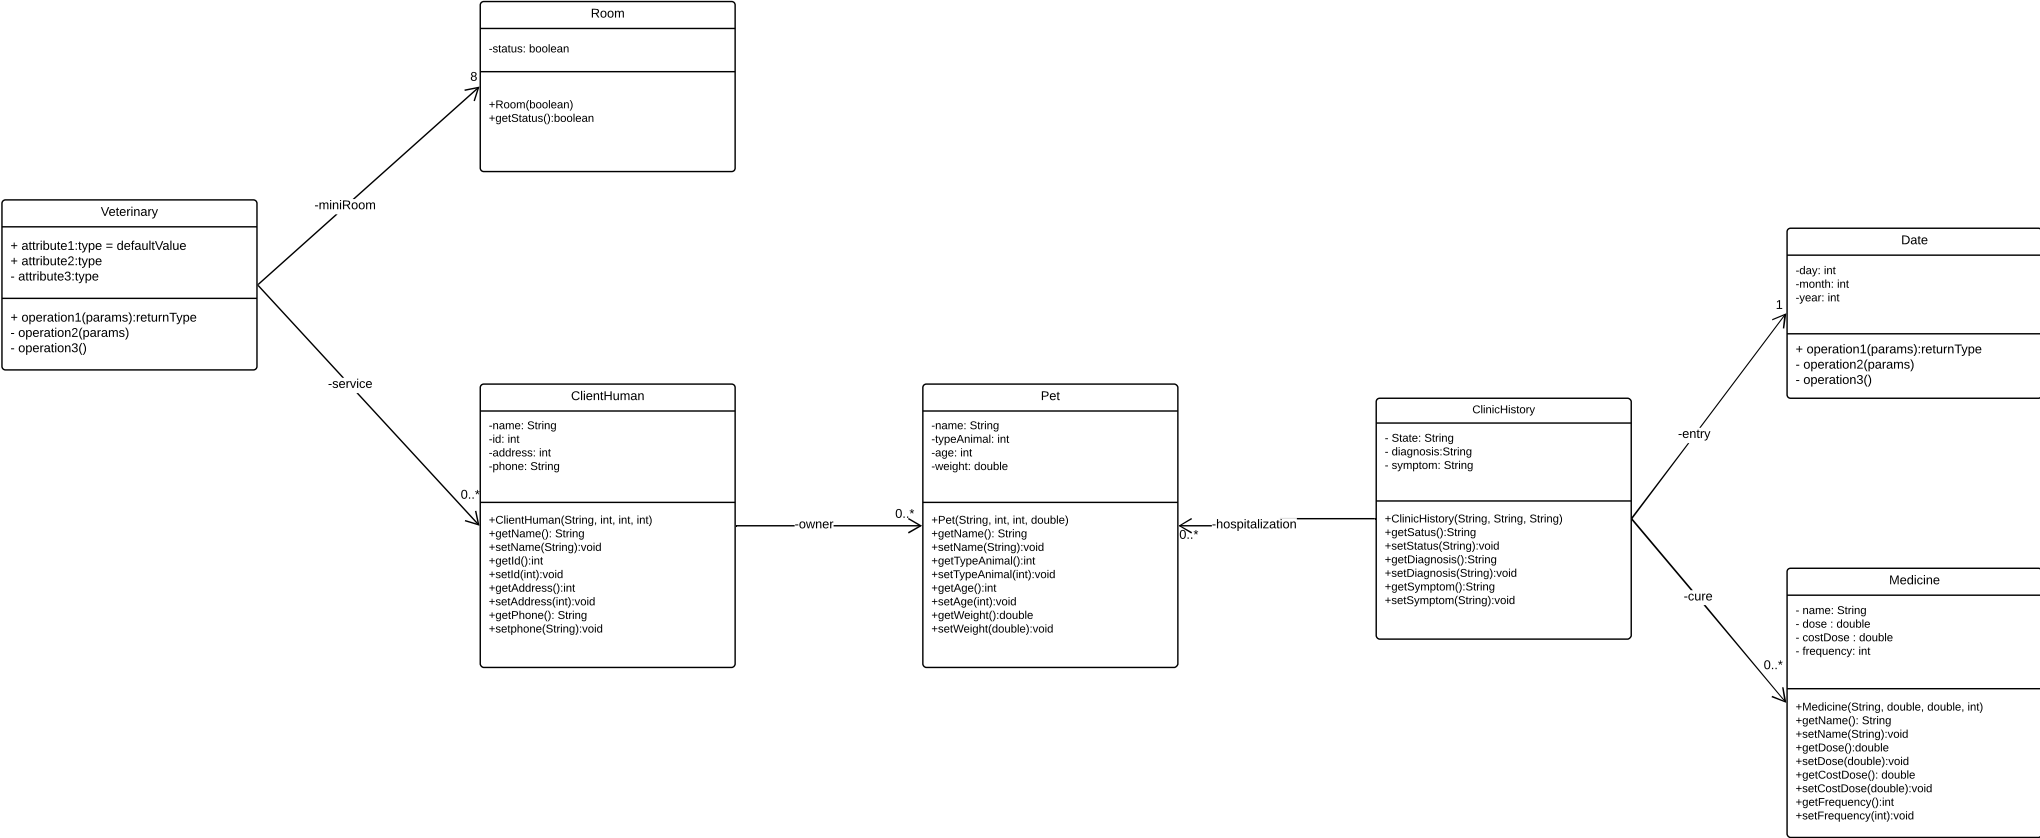 Room
-status: boolean
8
+Room(boolean)
+getStatus():boolean
-miniRoom
Veterinary
+ attribute1:type = defaultValue
+ attribute2:type
- attribute3:type
+ operation1(params):returnType
- operation2(params)
- operation3()
-service
0..*
ClientHuman
-name: String
-id: int
-address: int
-phone: String
+ClientHuman(String, int, int, int)
+getName(): String
+setName(String):void
+getId():int
+setId(int):void
+getAddress():int
+setAddress(int):void
+getPhone(): String
+setphone(String):void
-owner
0..*
Pet
-name: String
-typeAnimal: int
-age: int
-weight: double
+Pet(String, int, int, double)
+getName(): String
+setName(String):void
+getTypeAnimal():int
+setTypeAnimal(int):void
+getAge():int
+setAge(int):void
+getWeight():double
+setWeight(double):void
-hospitalization
0..*
ClinicHistory
- State: String
- diagnosis:String
- symptom: String
+ClinicHistory(String, String, String)
+getSatus():String
+setStatus(String):void
+getDiagnosis():String
+setDiagnosis(String):void
+getSymptom():String
+setSymptom(String):void
-entry
1
Date
-day: int
-month: int
-year: int
+ operation1(params):returnType
- operation2(params)
- operation3()
-cure
0..*
Medicine
- name: String
- dose : double
- costDose : double
- frequency: int
+Medicine(String, double, double, int)
+getName(): String
+setName(String):void
+getDose():double
+setDose(double):void
+getCostDose(): double
+setCostDose(double):void
+getFrequency():int
+setFrequency(int):void